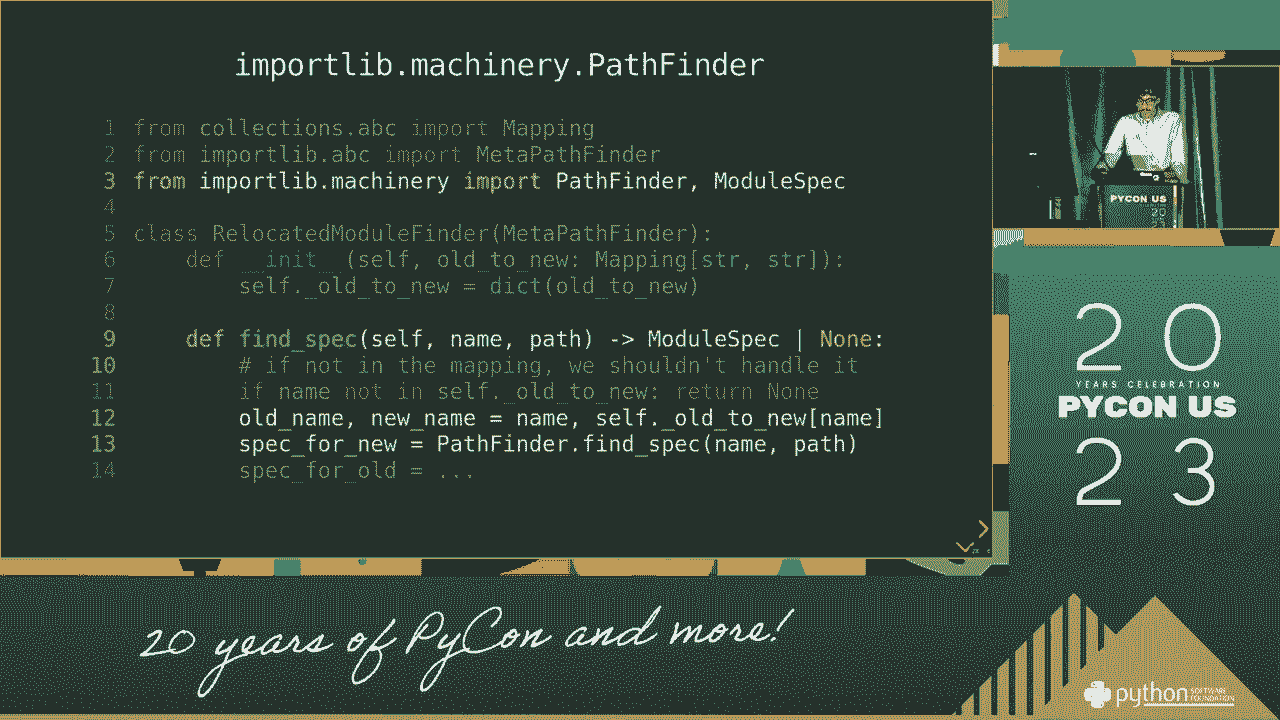 importlib.machinery.PathFinder
1 from collections.abc import Mapping
2 from importlib.abc import MetaPathFinder
3 from importlib.machinery import PathFinder, ModuleSpec
4
5 class RelocatedModuleFinder(MetaPathFinder):
6 def __init__(self, old_to_new: Mapping[str, str]):
7 self._old_to_new = dict(old_to_new)
8
9 def find_spec(self, name, path) -> ModuleSpec | None:
10 # if not in the mapping, we shouldn't handle it
11 if name not in self._old_to_new: return None
12 old_name, new_name = name, self._old_to_new[name]
13 spec_for_new = PathFinder.find_spec(name, path)
14 spec_for_old = ...
PYCON US
20
23
20
YEARS CELEBRATION
PYCON US
23
20 years of PyCon and more!
python SOFTWARE
FOUNDATION